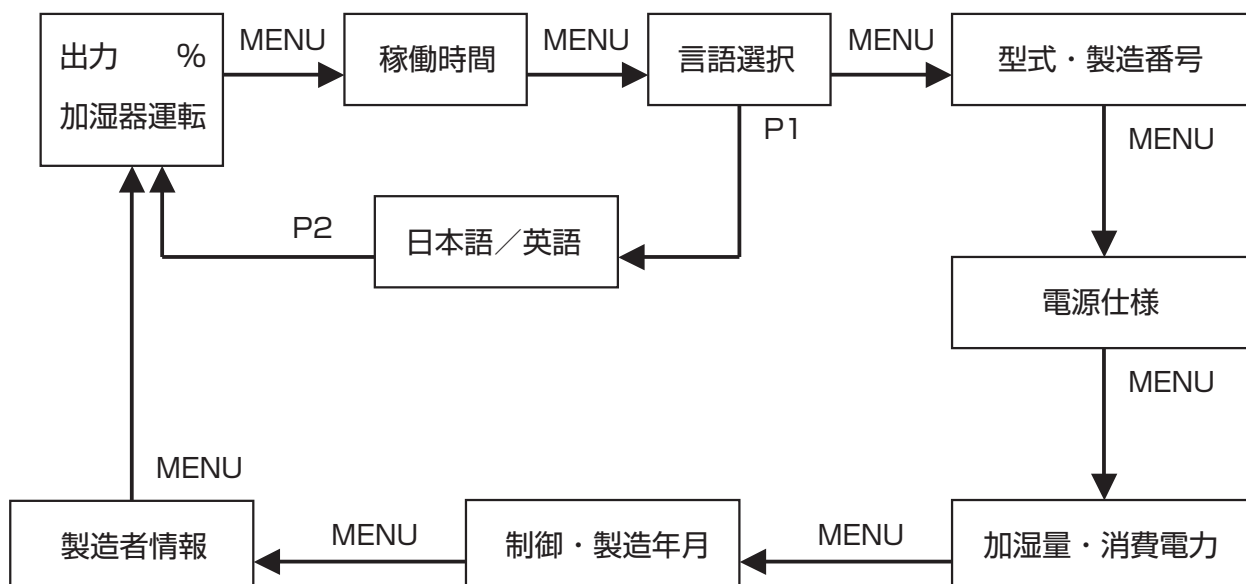 出力 %
加湿器運転
MENU
稼働時間
MENU
言語選択
MENU
型式・製造番号
P1
MENU
P2
日本語／英語
電源仕様
MENU
MENU
製造者情報
MENU
制御・製造年月
MENU
加湿量・消費電力